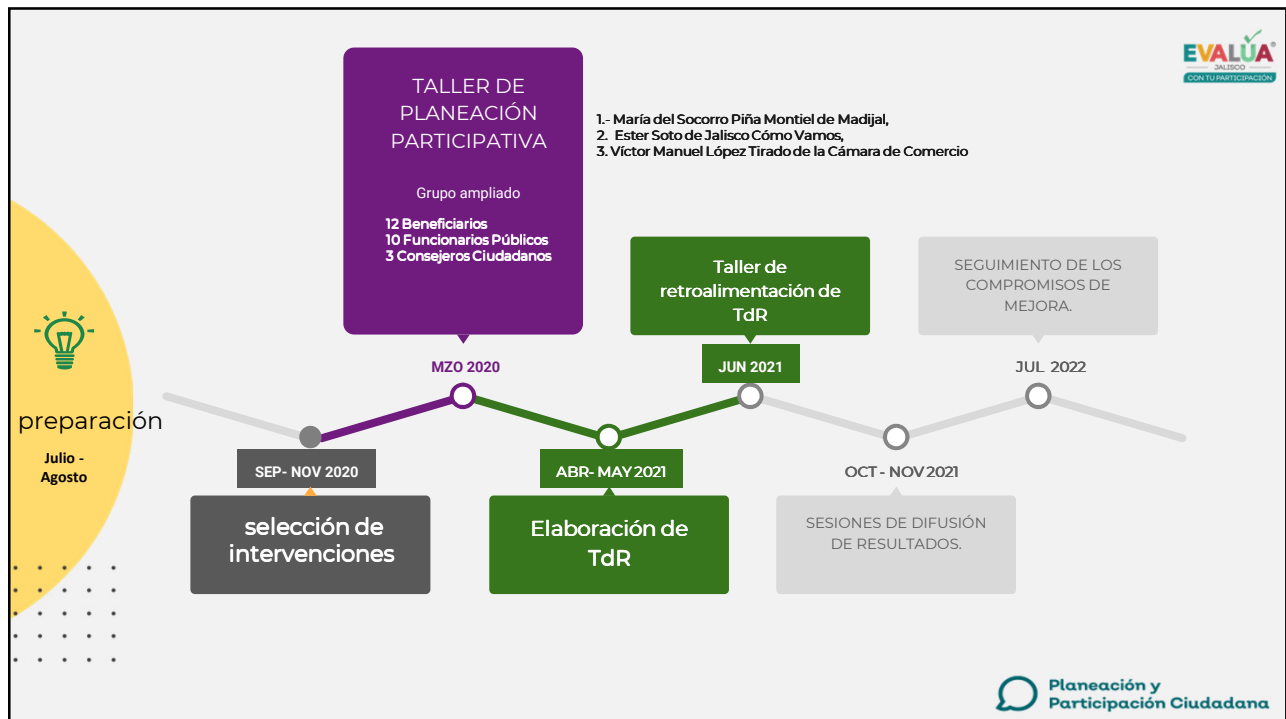 EVALÚA
JALISCO
CON TU PARTICIPACIÓN
TALLER DE
PLANEACIÓN
PARTICIPATIVA
Grupo ampliado
12 Beneficiarios
10 Funcionarios Públicos
3 Consejeros Ciudadanos
1.- María del Socorro Piña Montiel de Madijal,
2. Ester Soto de Jalisco Cómo Vamos,
3. Víctor Manuel López Tirado de la Cámara de Comercio
Taller de
retroalimentación de
TdR
SEGUIMIENTO DE LOS
COMPROMISOS DE
MEJORA.
MZO 2020
JUN 2021
JUL 2022
preparación
Julio -
Agosto
SEP- NOV 2020
ABR- MAY 2021
OCT - NOV 2021
selección de
intervenciones
Elaboración de
TdR
SESIONES DE DIFUSIÓN
DE RESULTADOS.
Planeación y
Participación Ciudadana